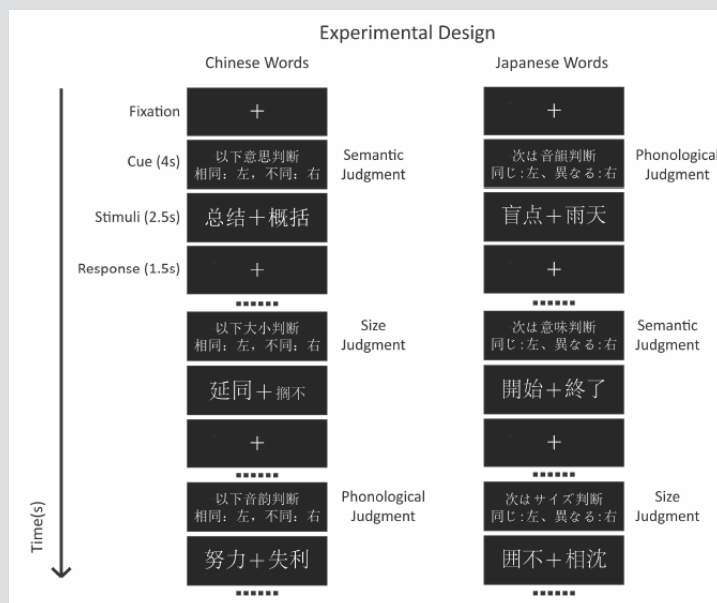 Experimental Design
Chinese Words
Japanese Words
Fixation
+
+
Cue (4s)
以下意思判断
相同：左，不同：右
Semantic
Judgment
次は音韻判断
同じ:左、異なる:右
Phonological
Judgment
Stimuli (2.5s)
总结+概括
盲点+雨天
Response (1.5s)
+
+
以下大小判断
相同：左，不同：右
Size
Judgment
次は意味判断
同じ:左、異なる:右
Semantic
Judgment
延同+搁不
開始+終了
+
+
以下音韵判断
相同：左，不同：右
Phonological
Judgment
次はサイズ判断
同じ:左、異なる:右
Size
Judgment
努力+失利
囲不+相沈
Time(s)